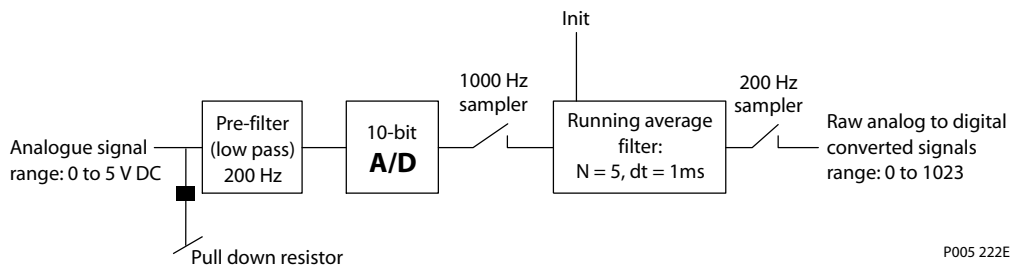 Init
1000 Hz
sampler
200 Hz
sampler
Analogue signal
range: 0 to 5 V DC
Pre-filter
(low pass)
200 Hz
10-bit
A/D
Running average
filter:
N = 5, dt = 1ms
Raw analog to digital
converted signals
range: 0 to 1023
Pull down resistor
P005 222E